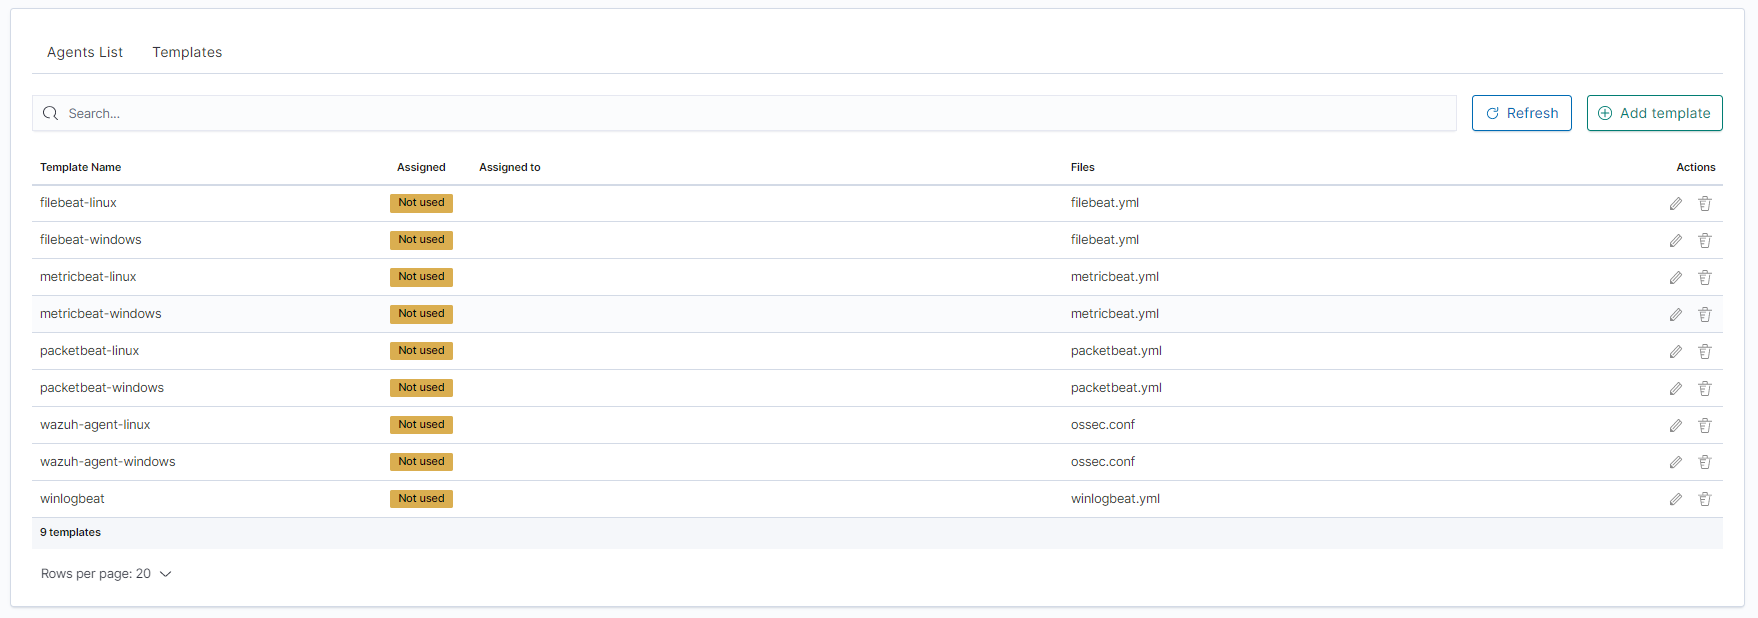 Agents List Templates
Search... Refresh Add template
Template Name Assigned Assigned to Files Actions
filebeat-linux Not used filebeat.yml
filebeat-windows Not used filebeat.yml
metricbeat-linux Not used metricbeat.yml
metricbeat-windows Not used metricbeat.yml
packetbeat-linux Not used packetbeat.yml
packetbeat-windows Not used packetbeat.yml
wazuh-agent-linux Not used ossec.conf
wazuh-agent-windows Not used ossec.conf
winlogbeat Not used winlogbeat.yml
9 templates
Rows per page: 20